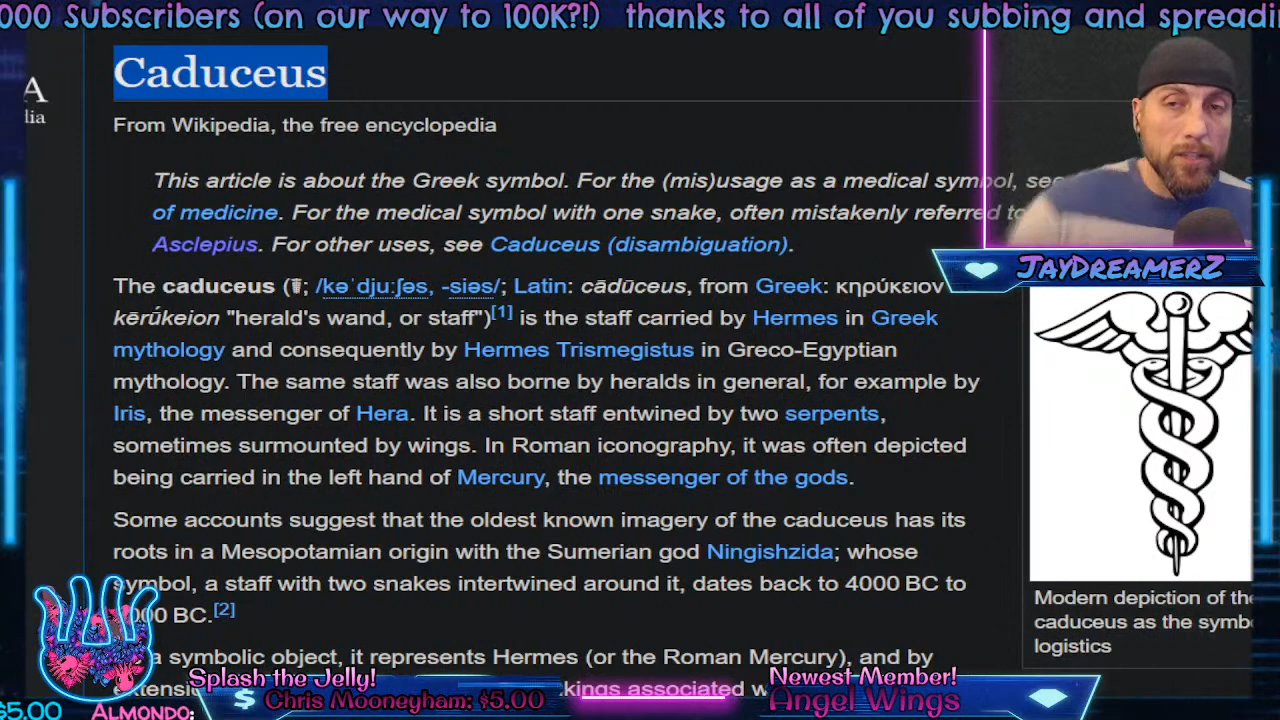 000 Subscribers (on our way to 100K?!) thanks to all of you subbing and spreadi
Caduceus
A
dia
From Wikipedia, the free encyclopedia
This article is about the Greek symbol. For the (mis)usage as a medical symbol, see
of medicine. For the medical symbol with one snake, often mistakenly referred to
Asclepius. For other uses, see Caduceus (disambiguation).
JayDreamerZ
The caduceus (☤; /kəˈdjuːʃəs, -siəs/; Latin: cādūceus, from Greek: κηρύκειον
kērū́keion "herald's wand, or staff")[1] is the staff carried by Hermes in Greek
mythology and consequently by Hermes Trismegistus in Greco-Egyptian
mythology. The same staff was also borne by heralds in general, for example by
Iris, the messenger of Hera. It is a short staff entwined by two serpents,
sometimes surmounted by wings. In Roman iconography, it was often depicted
being carried in the left hand of Mercury, the messenger of the gods.
Some accounts suggest that the oldest known imagery of the caduceus has its
roots in a Mesopotamian origin with the Sumerian god Ningishzida; whose
symbol, a staff with two snakes intertwined around it, dates back to 4000 BC to
000 BC.[2]
Modern depiction of the
caduceus as the symbo
logistics
a symbolic object, it represents Hermes (or the Roman Mercury), and by
extensi kings associated w
Splash the Jelly!
$ Chris Mooneyham: $5.00
Newest Member!
Angel Wings
$5.00 Almondo: